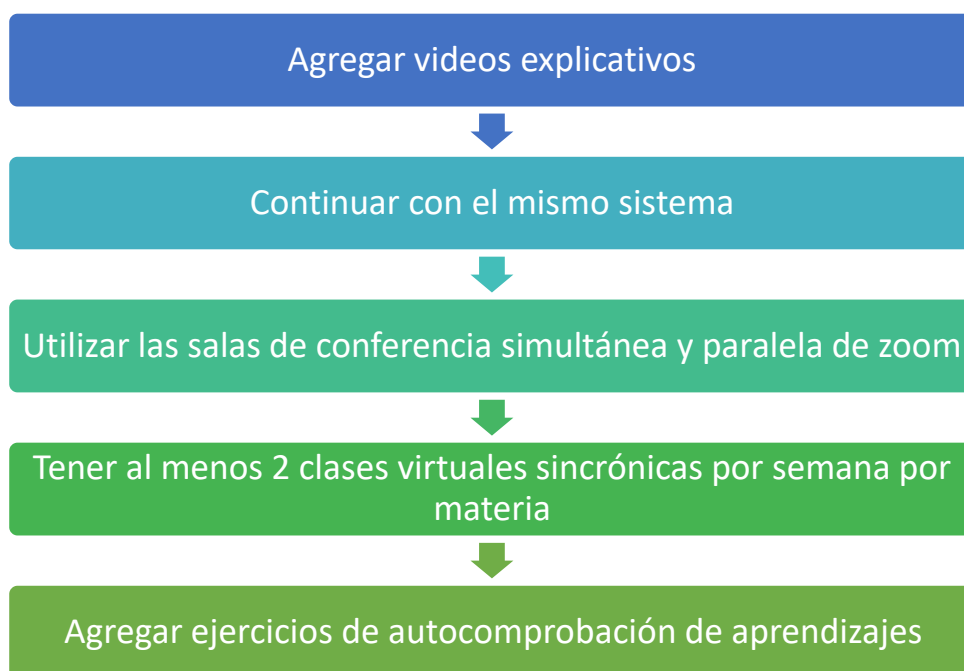 Agregar videos explicativos
Continuar con el mismo sistema
Utilizar las salas de conferencia simultánea y paralela de zoom
Tener al menos 2 clases virtuales sincrónicas por semana por
materia
Agregar ejercicios de autocomprobación de aprendizajes